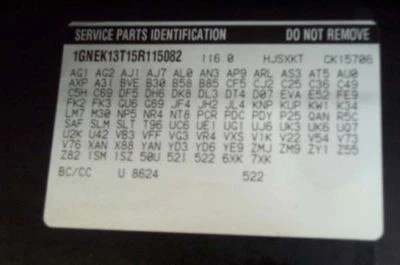 SERVICE PARTS IDENTIFICATION DO NOT REMOVE
1GNEK13T15R115082 116 0 HJSXKT CK15706
AG1 AG2 AJ1 AJ7 AL0 AN3 AP9 ARL AS3 AT5 AU0
AXP A31 BVE B30 B58 B85 CF5 CJ2 C25 C36 C49
C5H C69 DF5 DH6 DK8 DL3 DT4 D07 EVA E52 FE9
FK2 FK3 GU6 G69 JF4 JH2 JL4 KNP KUP KW1 K34
LM7 M30 NP5 NR4 NT8 PCR PDC PDY P25 QAN R5C
SAF SLM SLT T96 UC6 UE1 UG1 UJ6 UK3 UK6 UQ7
U2K U42 VB3 VFF VG3 VR4 VXS V1K V22 V54 V73
V76 XAN X88 YAN YD3 YD6 YE9 ZMJ ZM9 ZY1 Z55
Z82 1SM 1SZ 50U 521 522 6XK 7XK
BC/CC U 8624 522